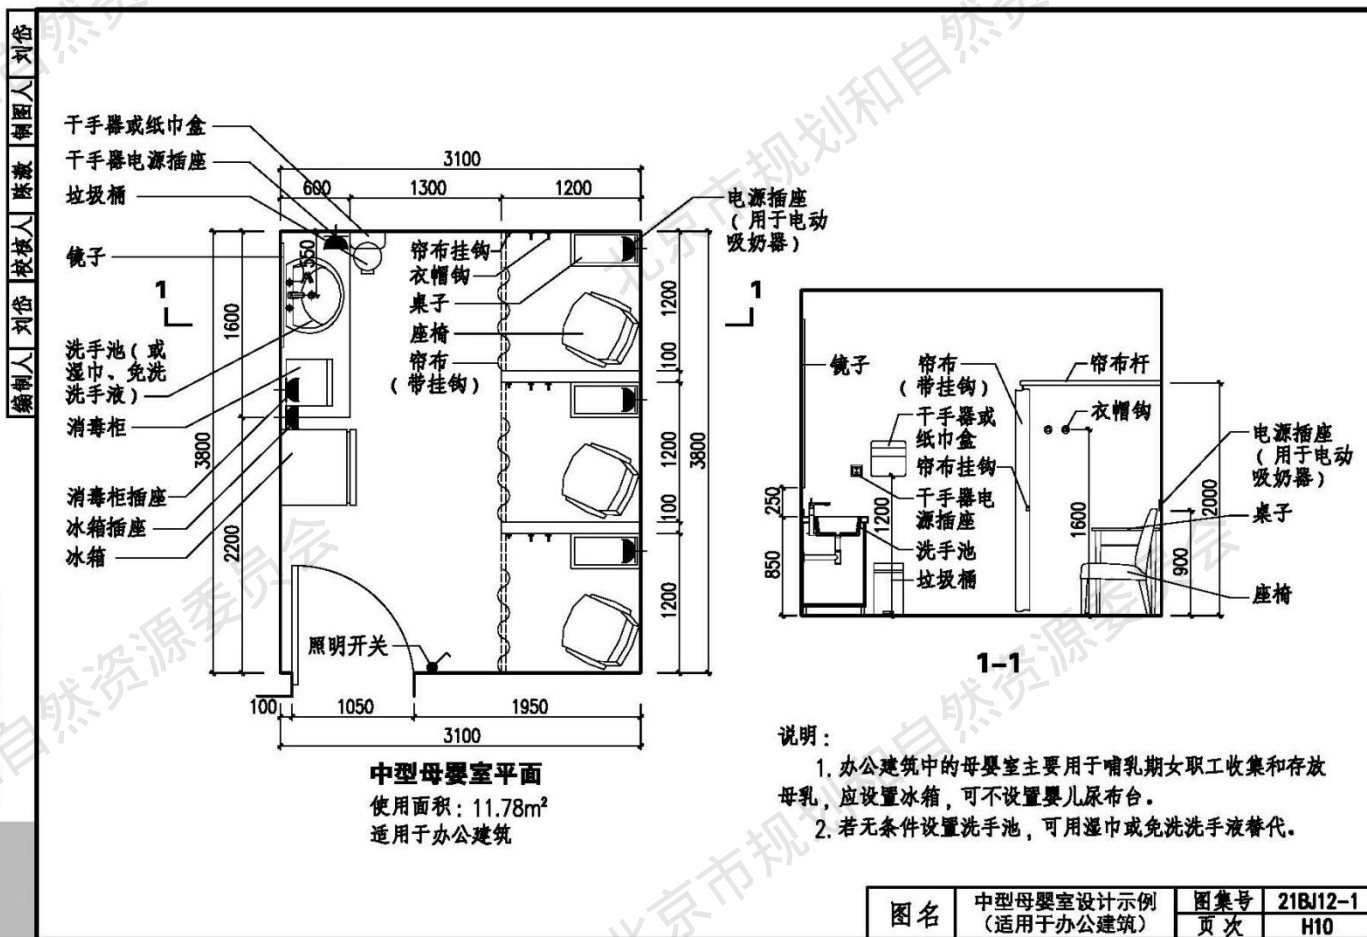 编制人 刘岱 校核人 陈激 制图人 刘岱
干手器或纸巾盒
干手器电源插座
垃圾桶
镜子
1
洗手池(或
湿巾、免洗
洗手液)
消毒柜
消毒柜插座
冰箱插座
冰箱
3100
600
1300
1200
550
帘布挂钩
衣帽钩
桌子
座椅
帘布
(带挂钩)
电源插座
(用于电动
吸奶器)
1
1600
2200
3800
1200
100
1200
100
1200
3800
照明开关
100
1050
1950
3100
中型母婴室平面
使用面积:11.78m²
适用于办公建筑
镜子
帘布
(带挂钩)
干手器或
纸巾盒
帘布挂钩
干手器电
源插座
洗手池
垃圾桶
帘布杆
衣帽钩
电源插座
(用于电动
吸奶器)
桌子
座椅
250
850
1200
1600
900
2000
1-1
说明:
1. 办公建筑中的母婴室主要用于哺乳期女职工收集和存放
母乳,应设置冰箱,可不设置婴儿尿布台。
2. 若无条件设置洗手池,可用湿巾或免洗洗手液替代。
图名
中型母婴室设计示例
(适用于办公建筑)
图集号
21BJ12-1
页次
H10
北京市规划和自然资源委员会